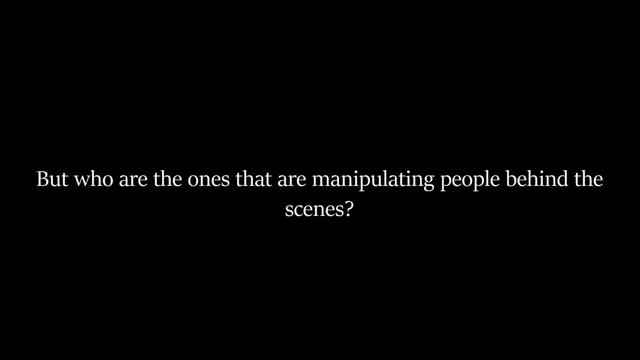 But who are the ones that are manipulating people behind the
scenes?